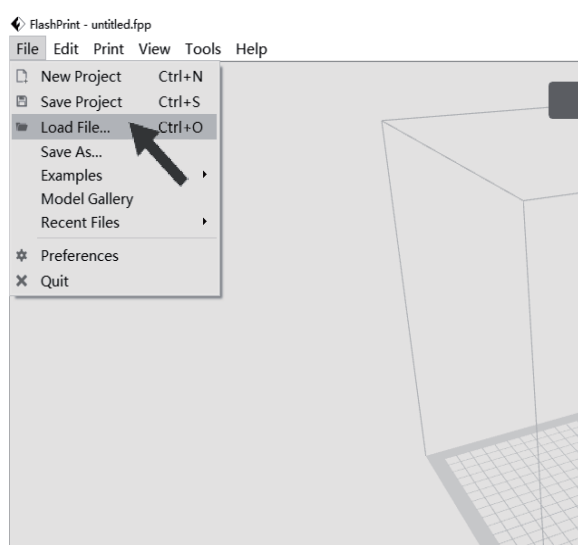 FlashPrint - untitled.fpp
File Edit Print View Tools Help
New Project Ctrl+N
Save Project Ctrl+S
Load File... Ctrl+O
Save As...
Examples
Model Gallery
Recent Files
Preferences
Quit